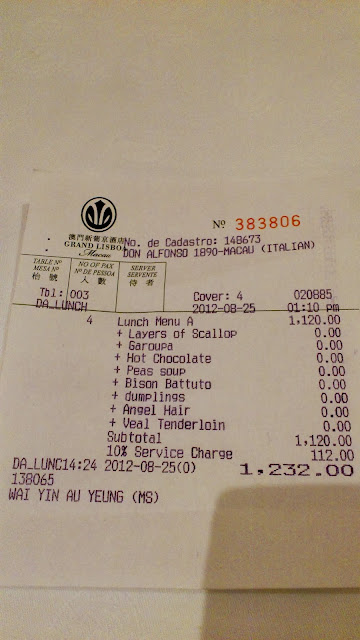 澳門新葡京酒店
GRAND LISBOA
Macau
Nº 383806
No. de Cadastro: 148673
DON ALFONSO 1890-MACAU (ITALIAN)
TABLE Nº NO OF PAX SERVER
MESA Nº Nº DE PESSOA SERVENTE
枱號 人數 侍者
Tbl: 003 Cover: 4 020885
DA_LUNCH 2012-08-25 01:10 pm
4 Lunch Menu A 1,120.00
+ Layers of Scallop 0.00
+ Garoupa 0.00
+ Hot Chocolate 0.00
+ Peas soup 0.00
+ Bison Battuto 0.00
+ dumplings 0.00
+ Angel Hair 0.00
+ Veal Tenderloin 0.00
Subtotal 1,120.00
10% Service Charge 112.00
DA_LUNC14:24 2012-08-25(0) 1,232.00
138065
WAI YIN AU YEUNG (MS)